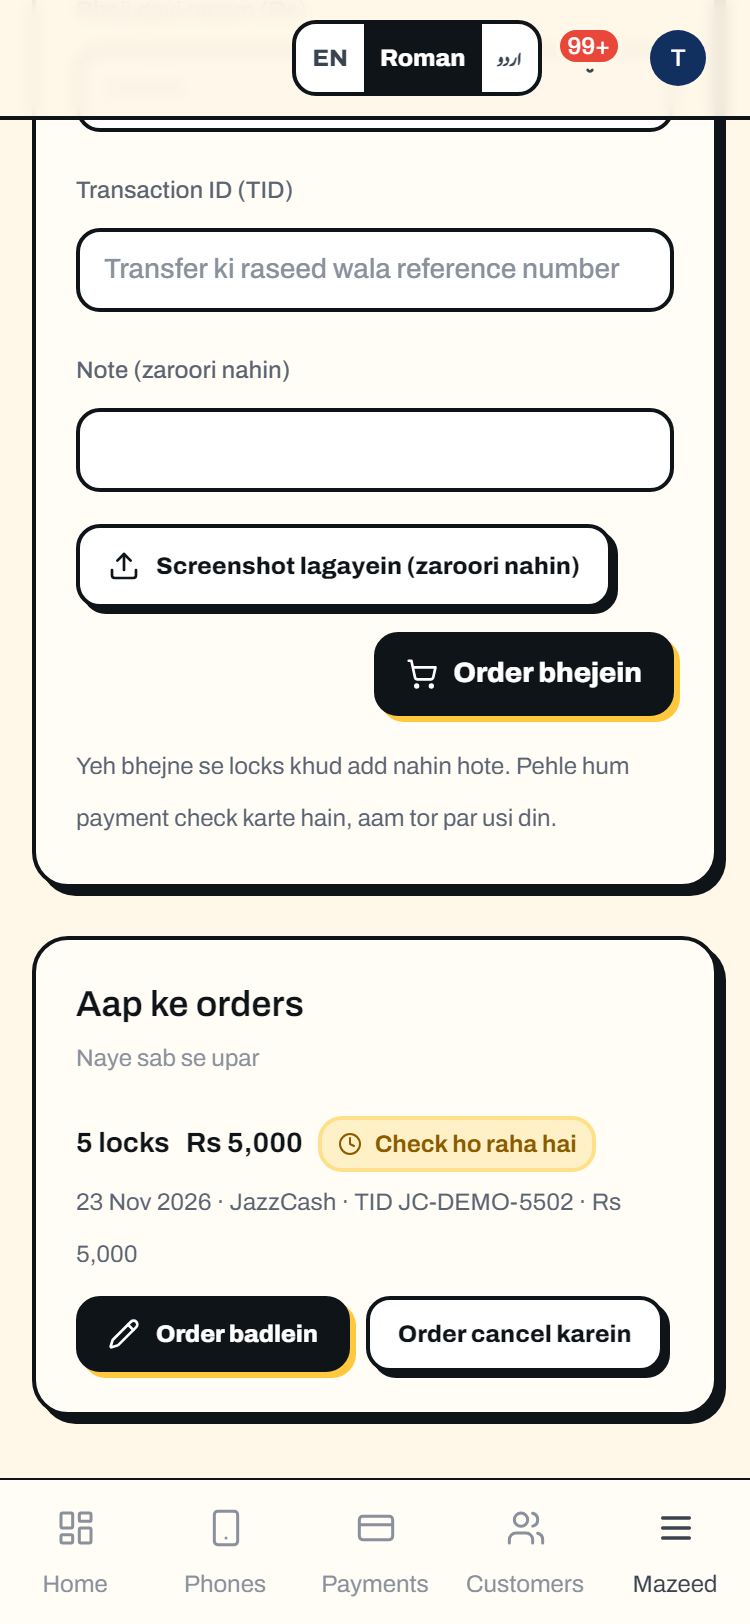 EN
Roman
اردو
99+
T
Transaction ID (TID)
Transfer ki raseed wala reference number
Note (zaroori nahin)
Screenshot lagayein (zaroori nahin)
Order bhejein
Yeh bhejne se locks khud add nahin hote. Pehle hum
payment check karte hain, aam tor par usi din.
Aap ke orders
Naye sab se upar
5 locks Rs 5,000 Check ho raha hai
23 Nov 2026 · JazzCash · TID JC-DEMO-5502 · Rs
5,000
Order badlein
Order cancel karein
Home
Phones
Payments
Customers
Mazeed